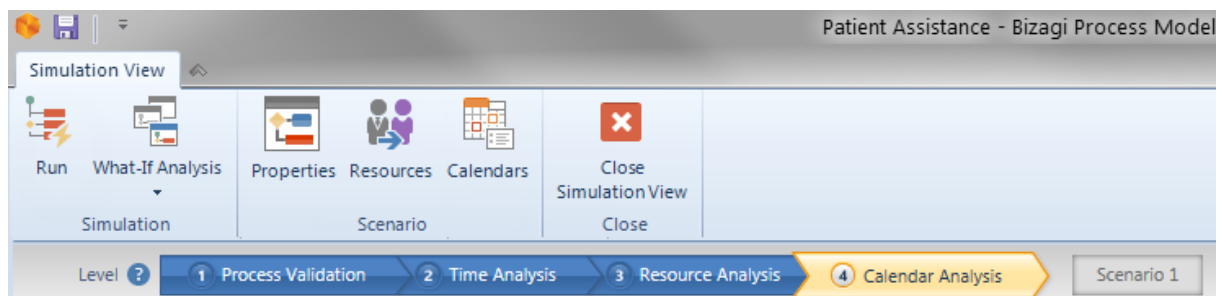 Patient Assistance - Bizagi Process Model
Simulation View
Run
What-If Analysis
Properties
Resources
Calendars
Close
Simulation View
Simulation
Scenario
Close
Level ?
1 Process Validation
2 Time Analysis
3 Resource Analysis
4 Calendar Analysis
Scenario 1